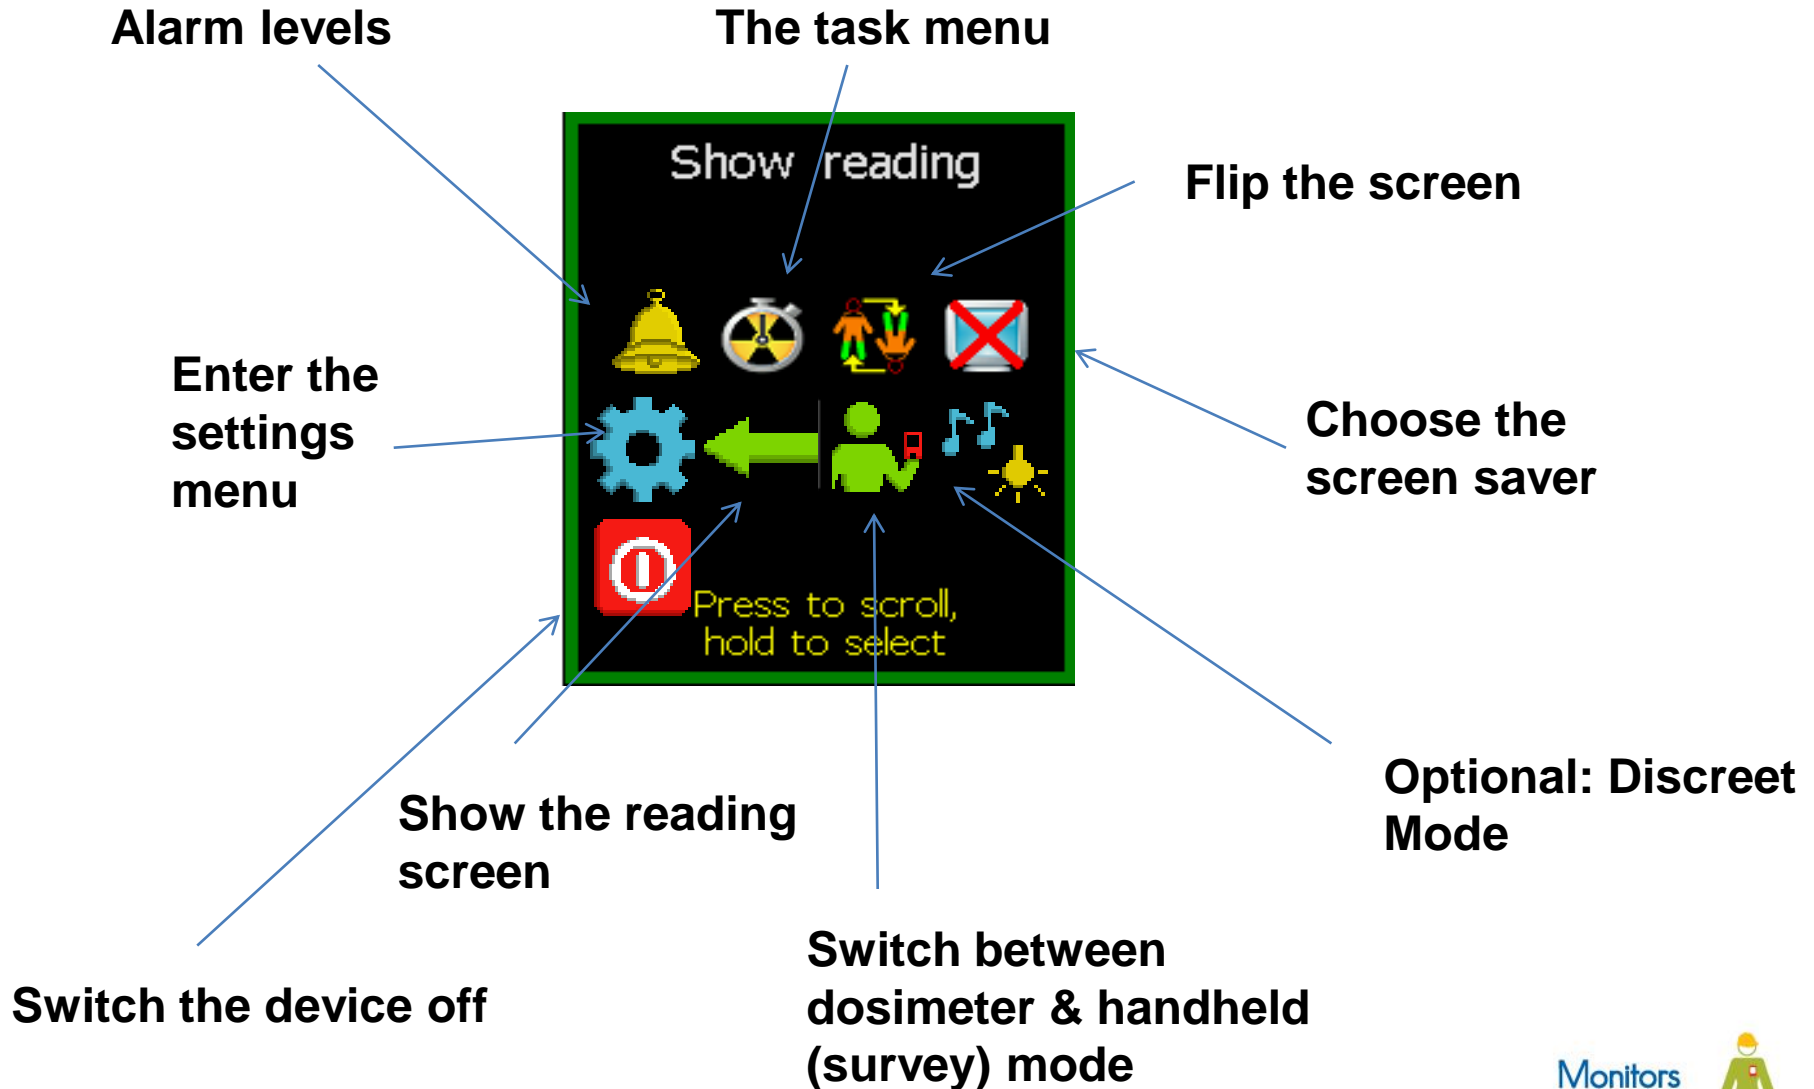 Alarm levels
The task menu
Show reading
Flip the screen
Enter the
settings
menu
Choose the
screen saver
Press to scroll,
hold to select
Optional: Discreet
Mode
Show the reading
screen
Switch between
dosimeter & handheld
(survey) mode
Switch the device off
Monitors